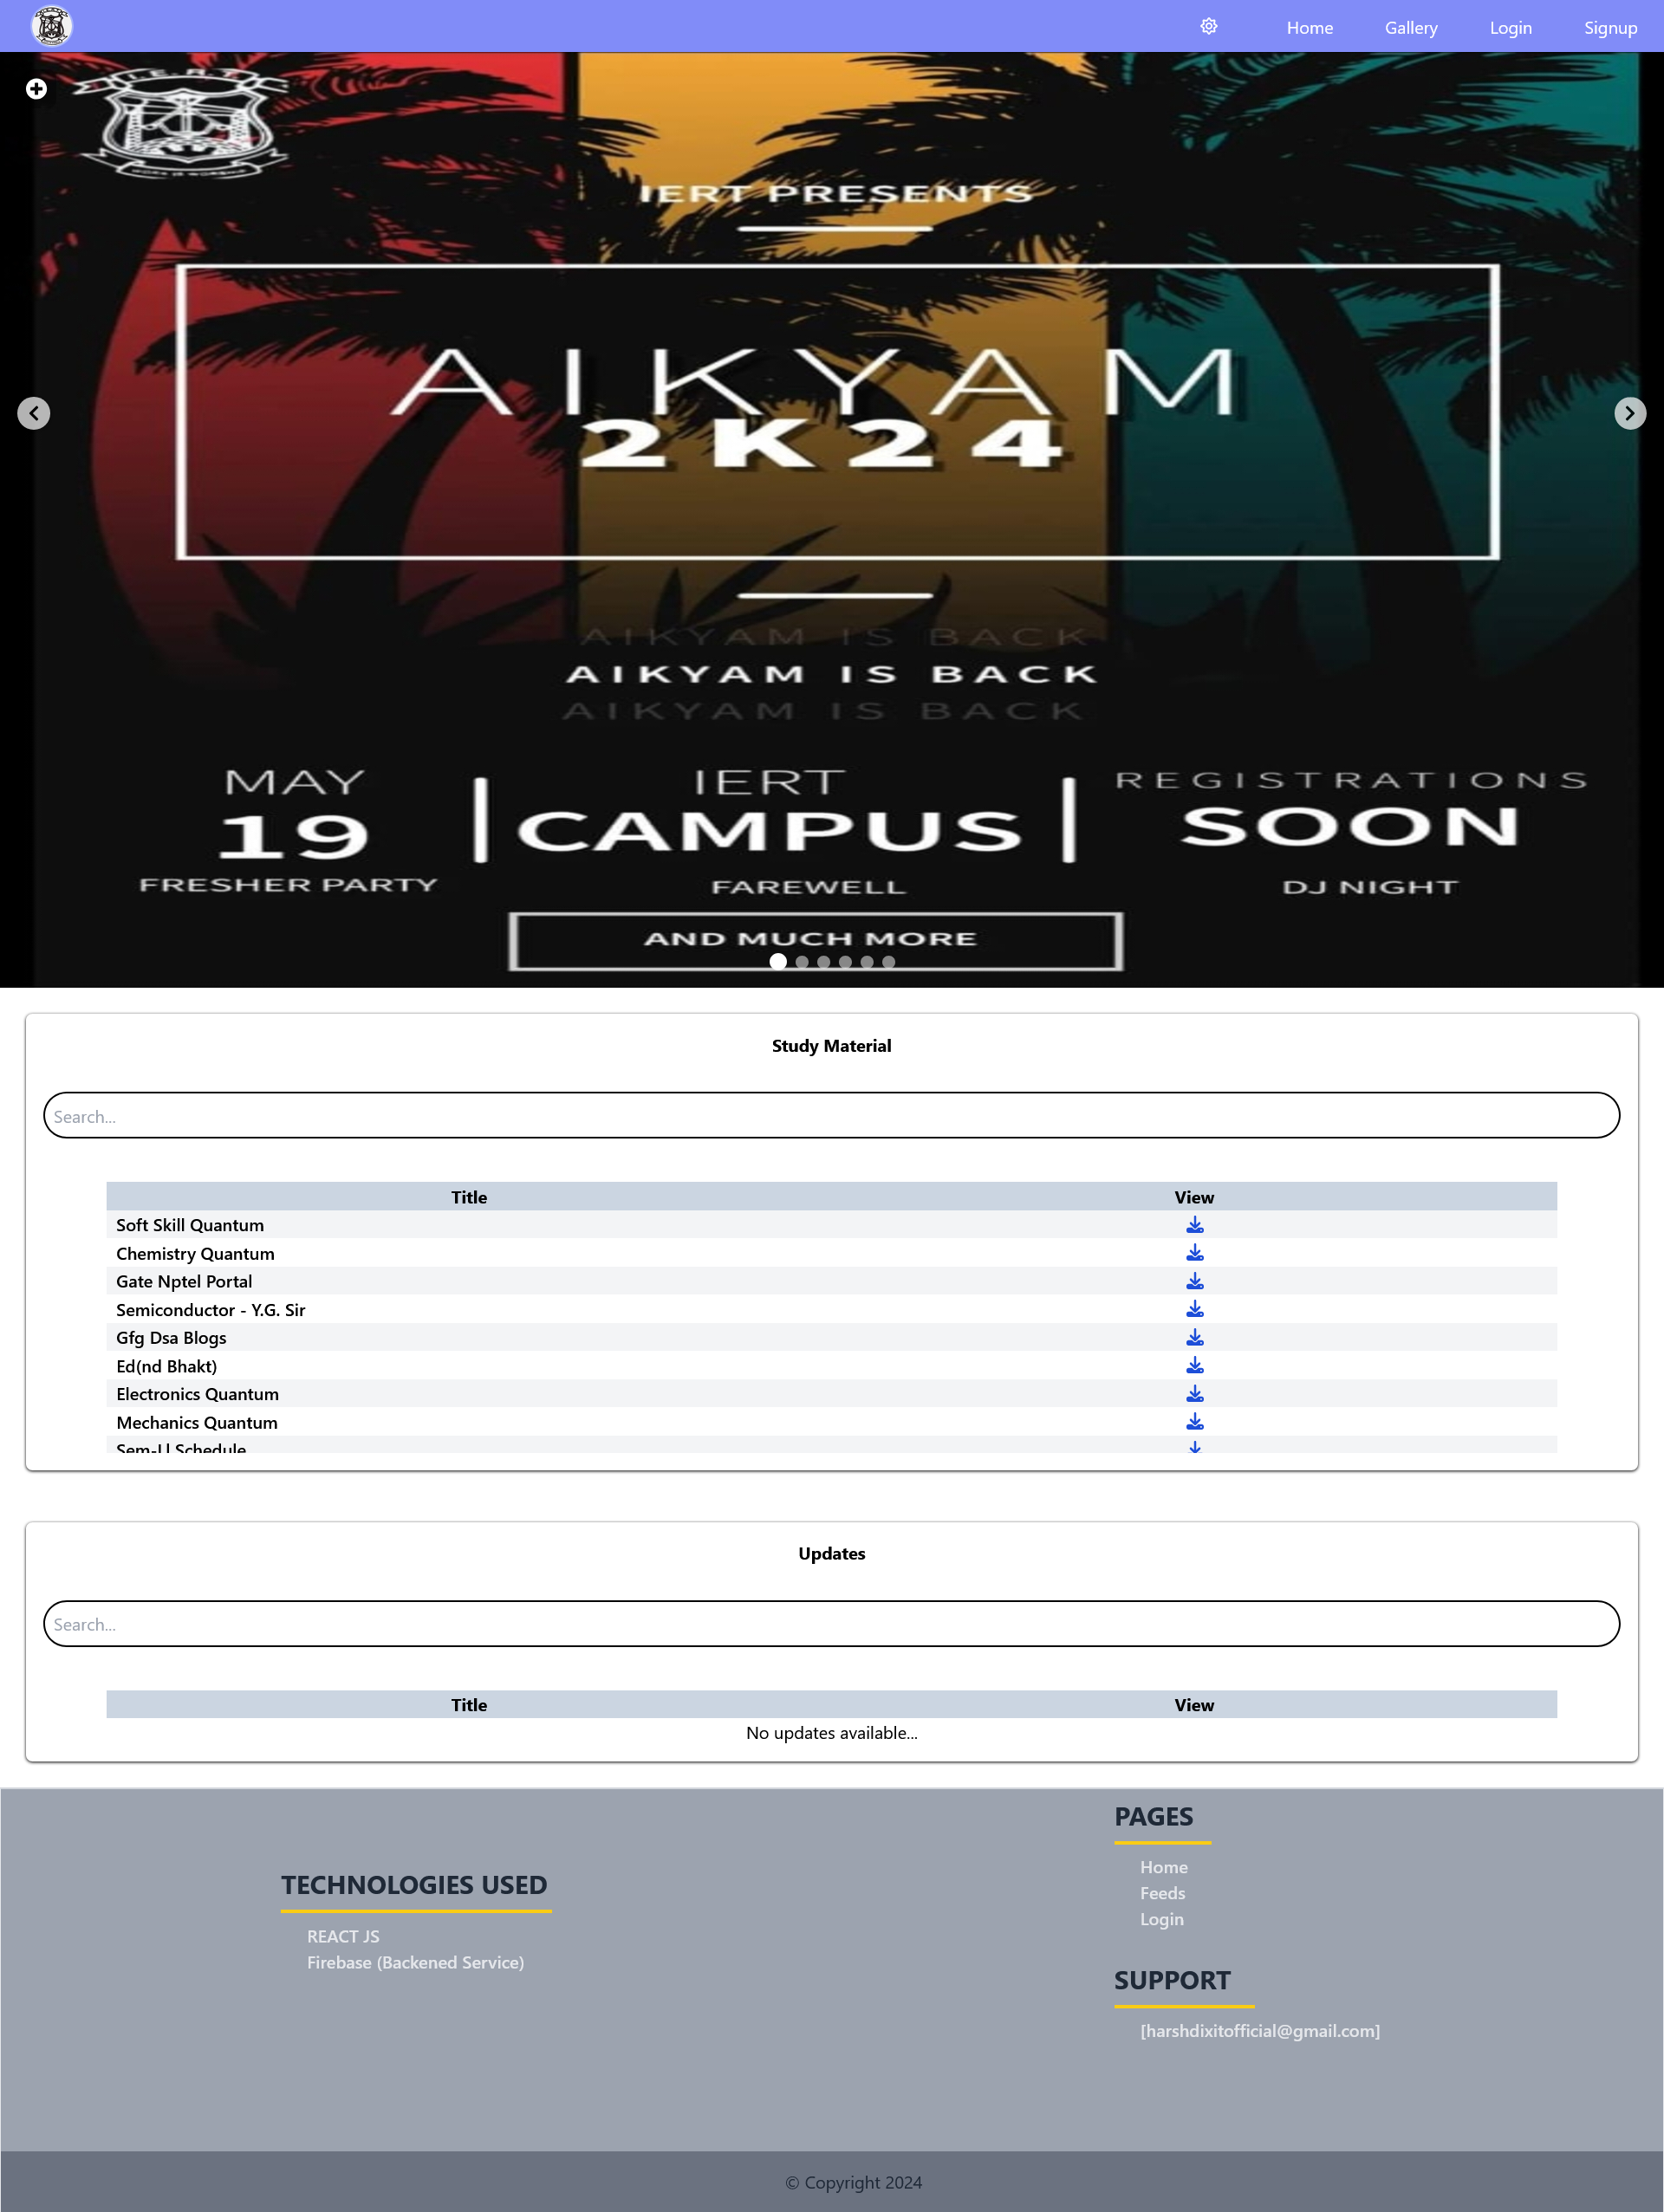 Home Gallery Login Signup
I.E.R.T
WORK IS WORSHIP
IERT PRESENTS
AIKYAM
2K24
AIKYAM IS BACK
AIKYAM IS BACK
AIKYAM IS BACK
MAY IERT REGISTRATIONS
19 CAMPUS SOON
FRESHER PARTY FAREWELL DJ NIGHT
AND MUCH MORE
Study Material
Search...
Title View
Soft Skill Quantum
Chemistry Quantum
Gate Nptel Portal
Semiconductor - Y.G. Sir
Gfg Dsa Blogs
Ed(nd Bhakt)
Electronics Quantum
Mechanics Quantum
Updates
Search...
Title View
No updates available...
TECHNOLOGIES USED
REACT JS
Firebase (Backened Service)
PAGES
Home
Feeds
Login
SUPPORT
[harshdixitofficial@gmail.com]
© Copyright 2024